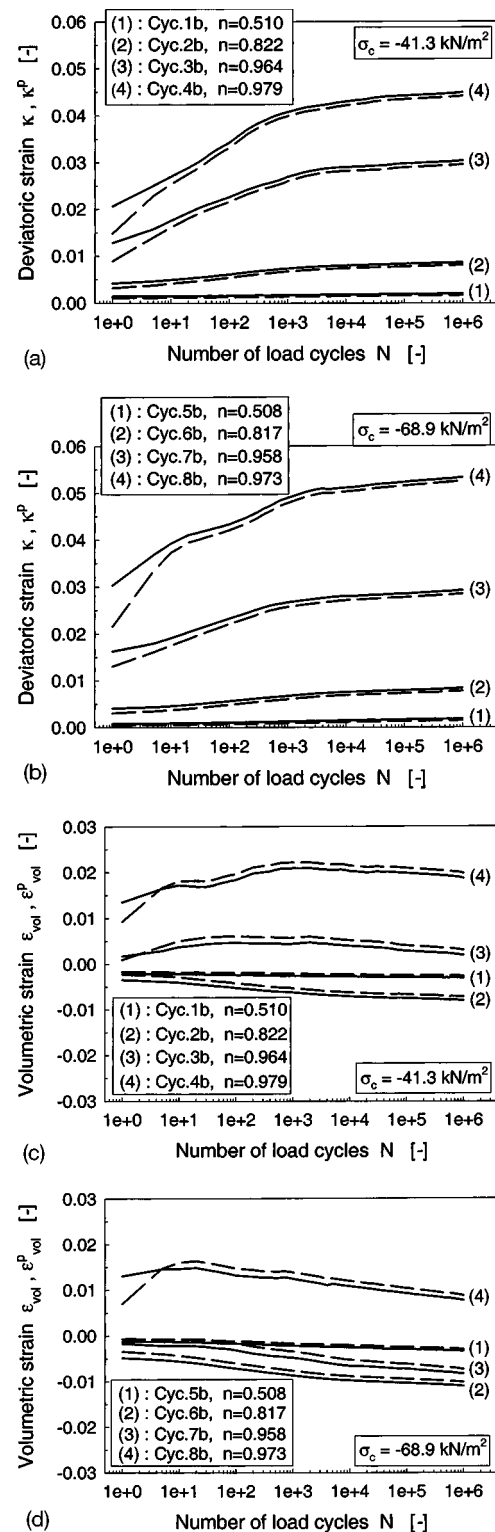 (1) : Cyc.1b, n=0.510
(2) : Cyc.2b, n=0.822
(3) : Cyc.3b, n=0.964
(4) : Cyc.4b, n=0.979
σc = -41.3 kN/m²
0.06
0.05
0.04
0.03
0.02
0.01
0.00
Deviatoric strain κ , κᵖ [-]
(4)
(3)
(2)
(1)
1e+0 1e+1 1e+2 1e+3 1e+4 1e+5 1e+6
Number of load cycles N [-]
(a)
(1) : Cyc.5b, n=0.508
(2) : Cyc.6b, n=0.817
(3) : Cyc.7b, n=0.958
(4) : Cyc.8b, n=0.973
σc = -68.9 kN/m²
0.06
0.05
0.04
0.03
0.02
0.01
0.00
Deviatoric strain κ , κᵖ [-]
(4)
(3)
(2)
(1)
1e+0 1e+1 1e+2 1e+3 1e+4 1e+5 1e+6
Number of load cycles N [-]
(b)
0.03
0.02
0.01
0.00
-0.01
-0.02
-0.03
Volumetric strain εvol , εᵖvol [-]
(4)
(3)
(1)
(2)
(1) : Cyc.1b, n=0.510
(2) : Cyc.2b, n=0.822
(3) : Cyc.3b, n=0.964
(4) : Cyc.4b, n=0.979
σc = -41.3 kN/m²
1e+0 1e+1 1e+2 1e+3 1e+4 1e+5 1e+6
Number of load cycles N [-]
(c)
0.03
0.02
0.01
0.00
-0.01
-0.02
-0.03
Volumetric strain εvol , εᵖvol [-]
(4)
(1)
(3)
(2)
(1) : Cyc.5b, n=0.508
(2) : Cyc.6b, n=0.817
(3) : Cyc.7b, n=0.958
(4) : Cyc.8b, n=0.973
σc = -68.9 kN/m²
1e+0 1e+1 1e+2 1e+3 1e+4 1e+5 1e+6
Number of load cycles N [-]
(d)